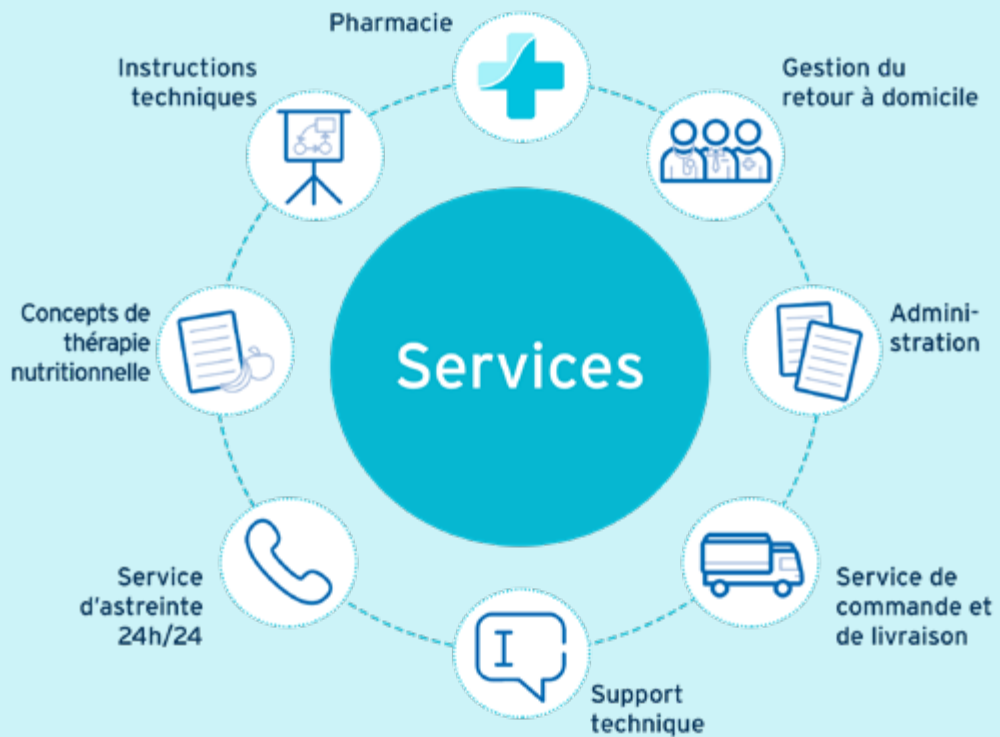 Pharmacie
Gestion du
retour à domicile
Admini-
stration
Service de
commande et
de livraison
Support
technique
Service
d'astreinte
24h/24
Concepts de
thérapie
nutritionnelle
Instructions
techniques
Services
I